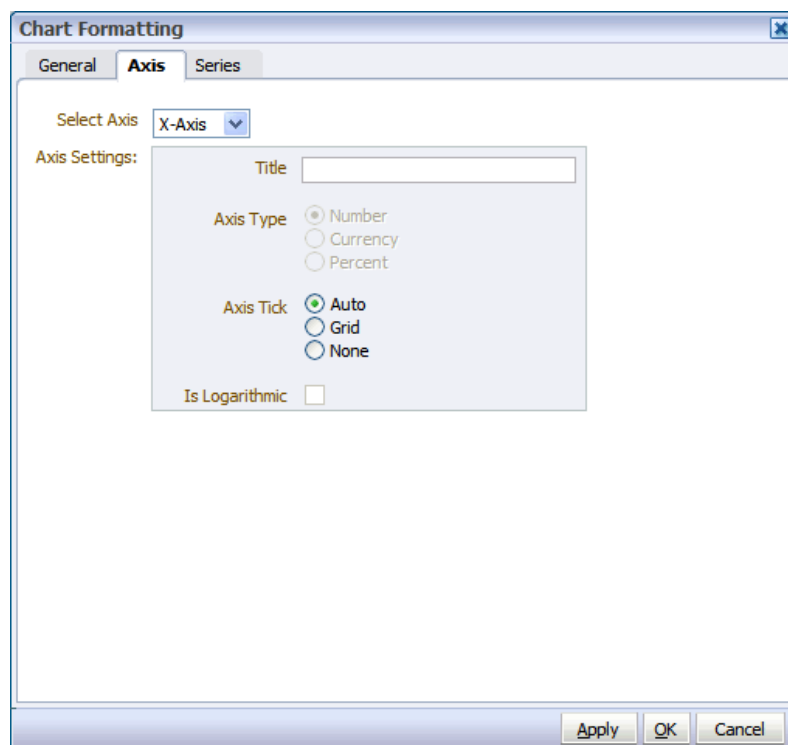 Chart Formatting
General Axis Series
Select Axis X-Axis
Axis Settings:
Title
Axis Type Number
Currency
Percent
Axis Tick Auto
Grid
None
Is Logarithmic
Apply OK Cancel